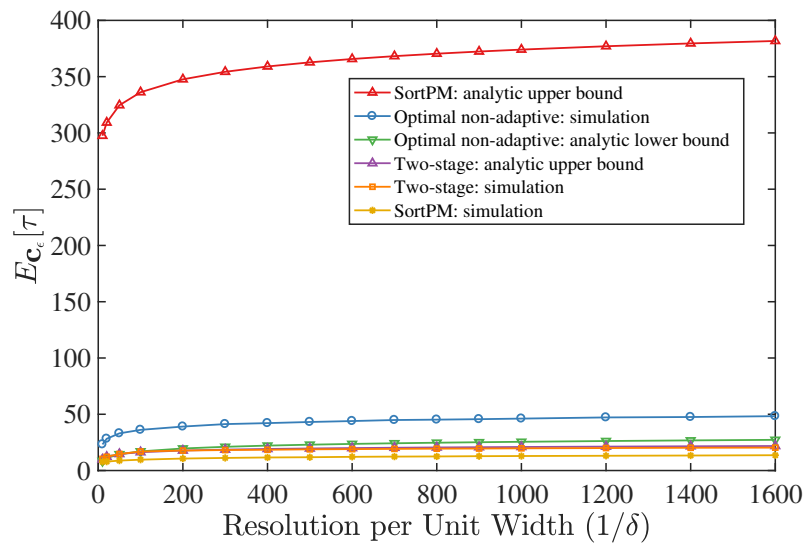 400
350
300
250
200
150
100
50
0
E_{C_ϵ}[τ]
SortPM: analytic upper bound
Optimal non-adaptive: simulation
Optimal non-adaptive: analytic lower bound
Two-stage: analytic upper bound
Two-stage: simulation
SortPM: simulation
0 200 400 600 800 1000 1200 1400 1600
Resolution per Unit Width (1/δ)